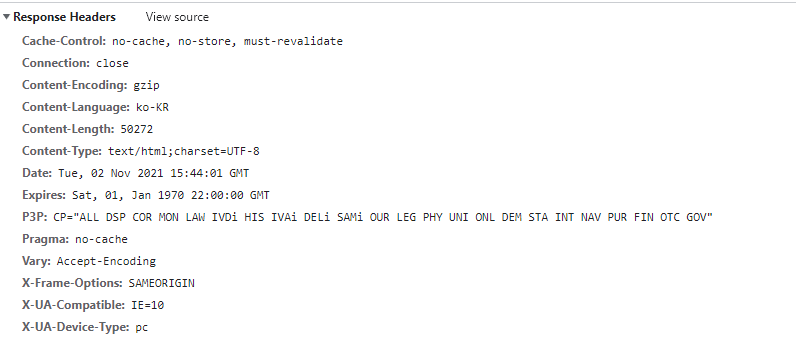 Response Headers View source
Cache-Control: no-cache, no-store, must-revalidate
Connection: close
Content-Encoding: gzip
Content-Language: ko-KR
Content-Length: 50272
Content-Type: text/html;charset=UTF-8
Date: Tue, 02 Nov 2021 15:44:01 GMT
Expires: Sat, 01, Jan 1970 22:00:00 GMT
P3P: CP="ALL DSP COR MON LAW IVDi HIS IVAi DELi SAMi OUR LEG PHY UNI ONL DEM STA INT NAV PUR FIN OTC GOV"
Pragma: no-cache
Vary: Accept-Encoding
X-Frame-Options: SAMEORIGIN
X-UA-Compatible: IE=10
X-UA-Device-Type: pc